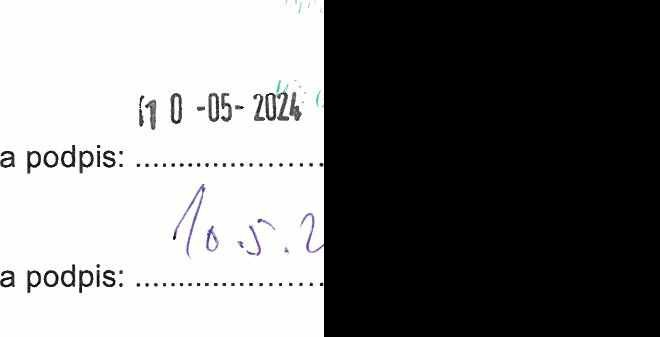 10 -05- 2024
a podpis: ........................
10.5.2
a podpis: ........................